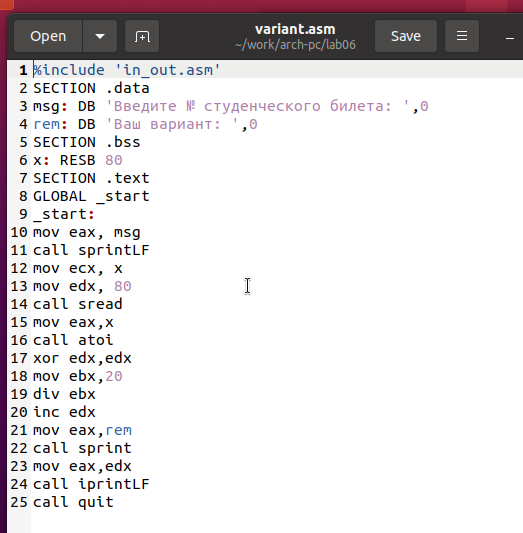 Open
variant.asm
~/work/arch-pc/lab06
Save
1 %include 'in_out.asm'
2 SECTION .data
3 msg: DB 'Введите № студенческого билета: ',0
4 rem: DB 'Ваш вариант: ',0
5 SECTION .bss
6 x: RESB 80
7 SECTION .text
8 GLOBAL _start
9 _start:
10 mov eax, msg
11 call sprintLF
12 mov ecx, x
13 mov edx, 80
14 call sread
15 mov eax,x
16 call atoi
17 xor edx,edx
18 mov ebx,20
19 div ebx
20 inc edx
21 mov eax,rem
22 call sprint
23 mov eax,edx
24 call iprintLF
25 call quit